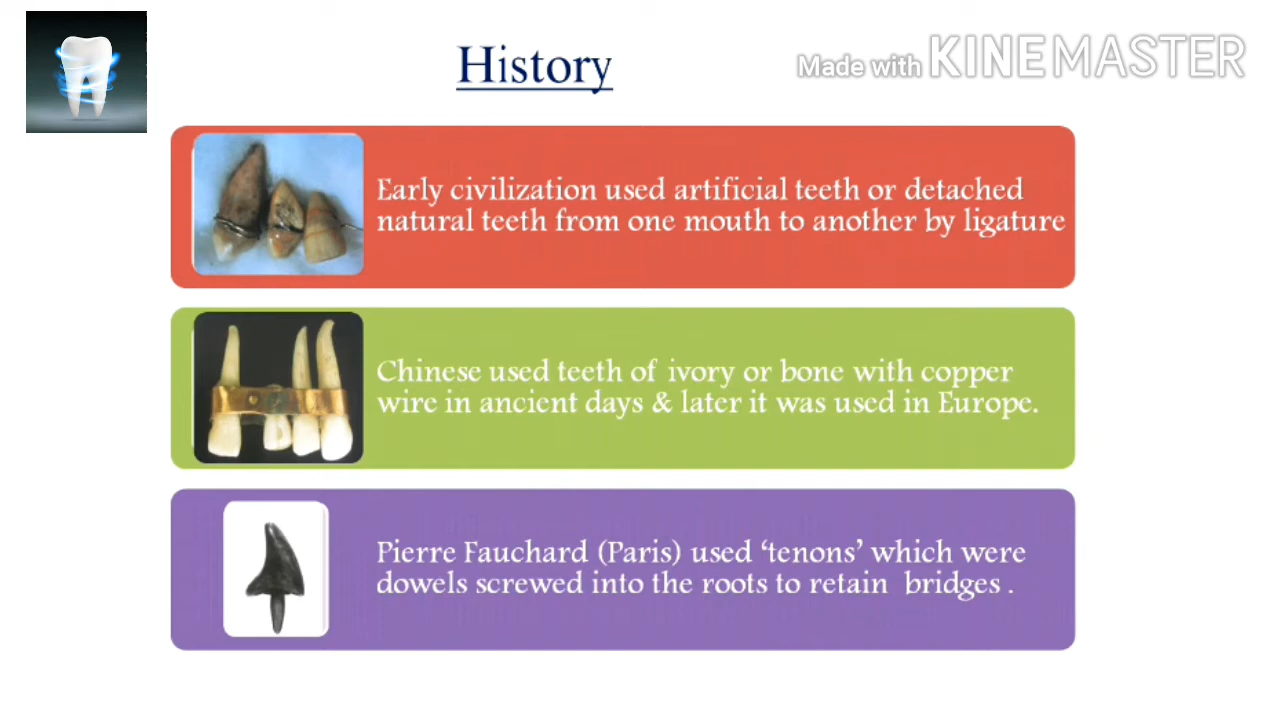 History
Made with KINEMASTER
Early civilization used artificial teeth or detached
natural teeth from one mouth to another by ligature
Chinese used teeth of ivory or bone with copper
wire in ancient days & later it was used in Europe.
Pierre Fauchard (Paris) used ‘tenons’ which were
dowels screwed into the roots to retain  bridges .